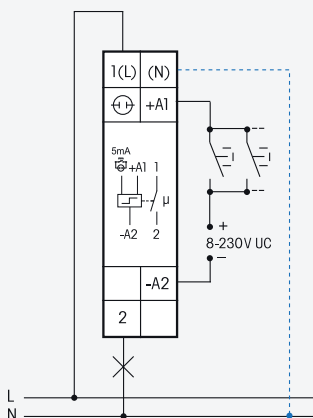 1(L) (N)
+A1
5mA
+A1 1
µ
-A2 2
+
8-230V UC
−
-A2
2
L
N